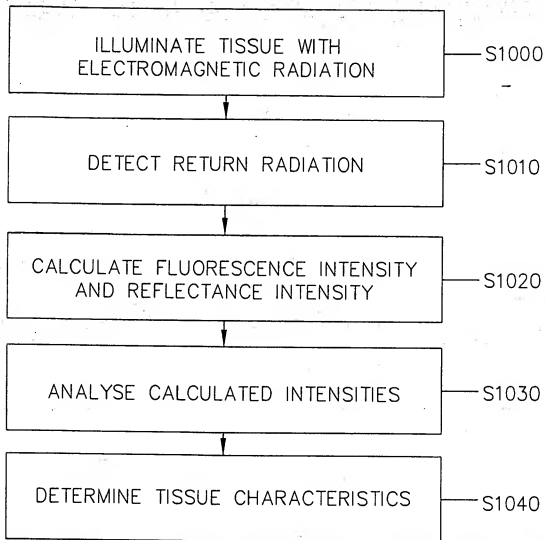 ILLUMINATE TISSUE WITH
ELECTROMAGNETIC RADIATION
S1000
DETECT RETURN RADIATION
S1010
CALCULATE FLUORESCENCE INTENSITY
AND REFLECTANCE INTENSITY
S1020
ANALYSE CALCULATED INTENSITIES
S1030
DETERMINE TISSUE CHARACTERISTICS
S1040